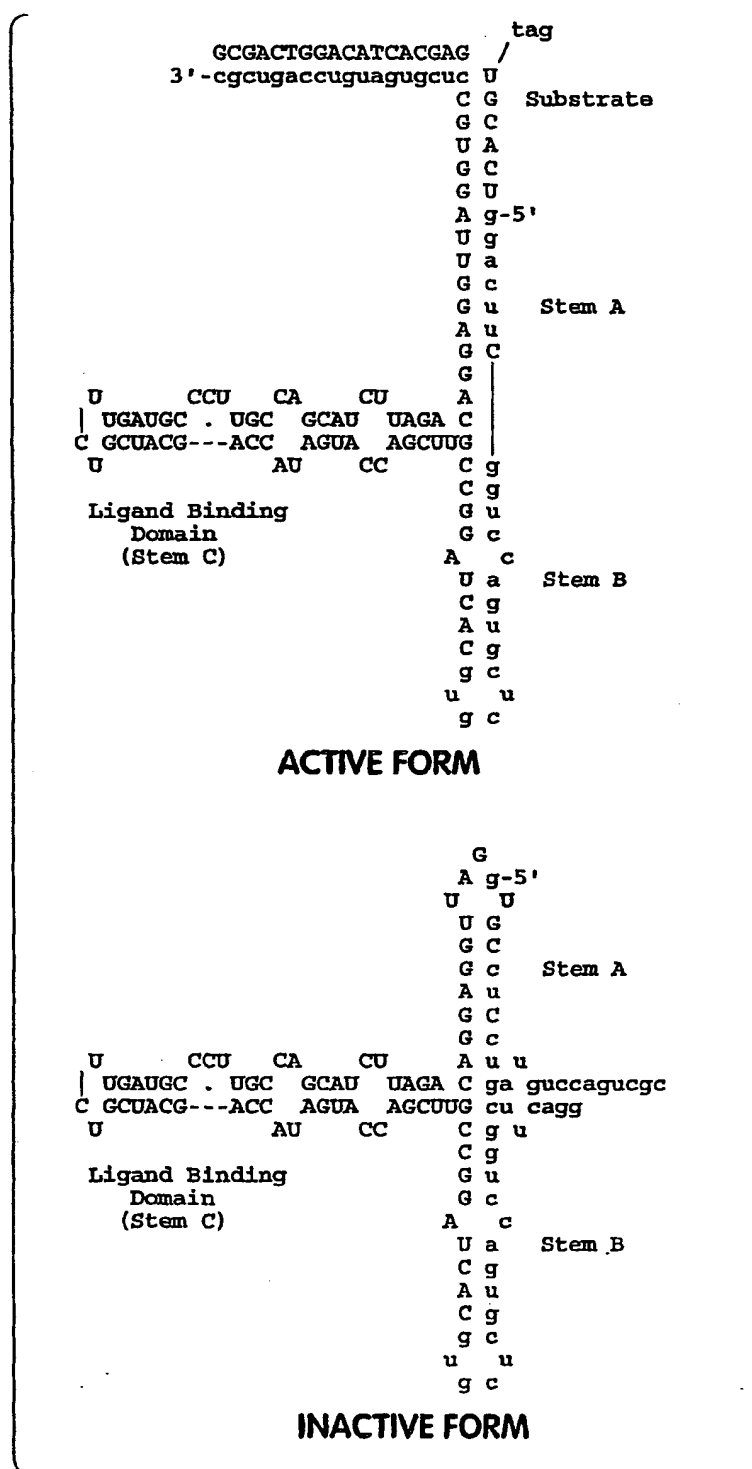 tag
GCGACTGGACATCACGAG
3'-cgcugaccuguagugcuc U
C G Substrate
G C
U A
G C
G U
A g-5'
U g
U a
G c
G u Stem A
A u
G C
G
U CCU CA CU A
| UGAUGC . UGC GCAU UAGA C
C GCUACG---ACC AGUA AGCUUG
U AU CC C g
C g
Ligand Binding G u
Domain G c
(Stem C) A c
U a Stem B
C g
A u
C g
g c
u u
g c
ACTIVE FORM
G
A g-5'
U U
U G
G C
G c Stem A
A u
G C
G c
U CCU CA CU A u u
| UGAUGC . UGC GCAU UAGA C ga guccagucgc
C GCUACG---ACC AGUA AGCUUG cu cagg
U AU CC C g u
C g
Ligand Binding G u
Domain G c
(Stem C) A c
U a Stem B
C g
A u
C g
g c
u u
g c
INACTIVE FORM